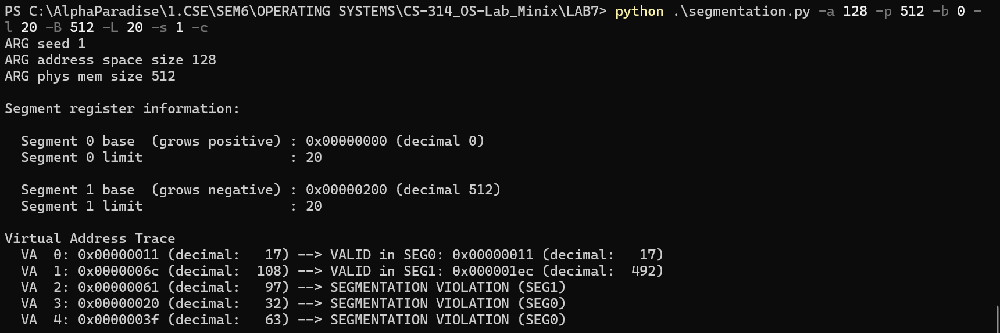 PS C:\AlphaParadise\1.CSE\SEM6\OPERATING SYSTEMS\CS-314_OS-Lab_Minix\LAB7> python .\segmentation.py -a 128 -p 512 -b 0 -
l 20 -B 512 -L 20 -s 1 -c
ARG seed 1
ARG address space size 128
ARG phys mem size 512

Segment register information:

  Segment 0 base  (grows positive) : 0x00000000 (decimal 0)
  Segment 0 limit                  : 20

  Segment 1 base  (grows negative) : 0x00000200 (decimal 512)
  Segment 1 limit                  : 20

Virtual Address Trace
  VA  0: 0x00000011 (decimal:   17) --> VALID in SEG0: 0x00000011 (decimal:   17)
  VA  1: 0x0000006c (decimal:  108) --> VALID in SEG1: 0x000001ec (decimal:  492)
  VA  2: 0x00000061 (decimal:   97) --> SEGMENTATION VIOLATION (SEG1)
  VA  3: 0x00000020 (decimal:   32) --> SEGMENTATION VIOLATION (SEG0)
  VA  4: 0x0000003f (decimal:   63) --> SEGMENTATION VIOLATION (SEG0)